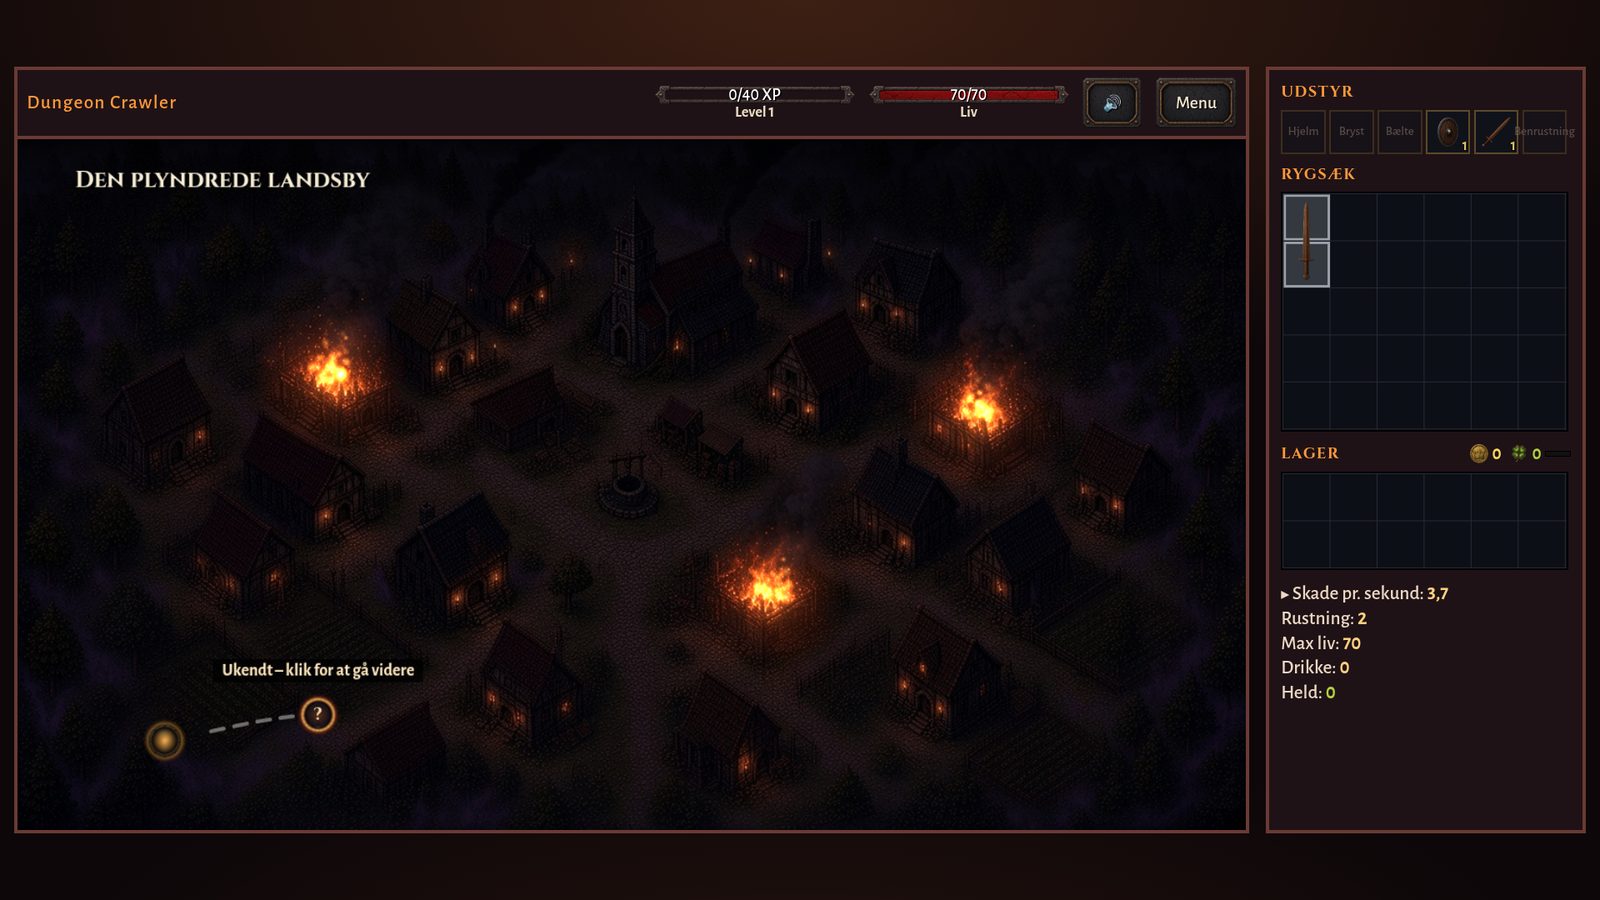 Dungeon Crawler
0/40 XP
Level 1
70/70
Liv
Menu
DEN PLYNDREDE LANDSBY
Ukendt – klik for at gå videre
?
UDSTYR
Hjelm
Bryst
Bælte
1
1
Benrustning
RYGSÆK
LAGER
0
0
▸ Skade pr. sekund: 3,7
Rustning: 2
Max liv: 70
Drikke: 0
Held: 0